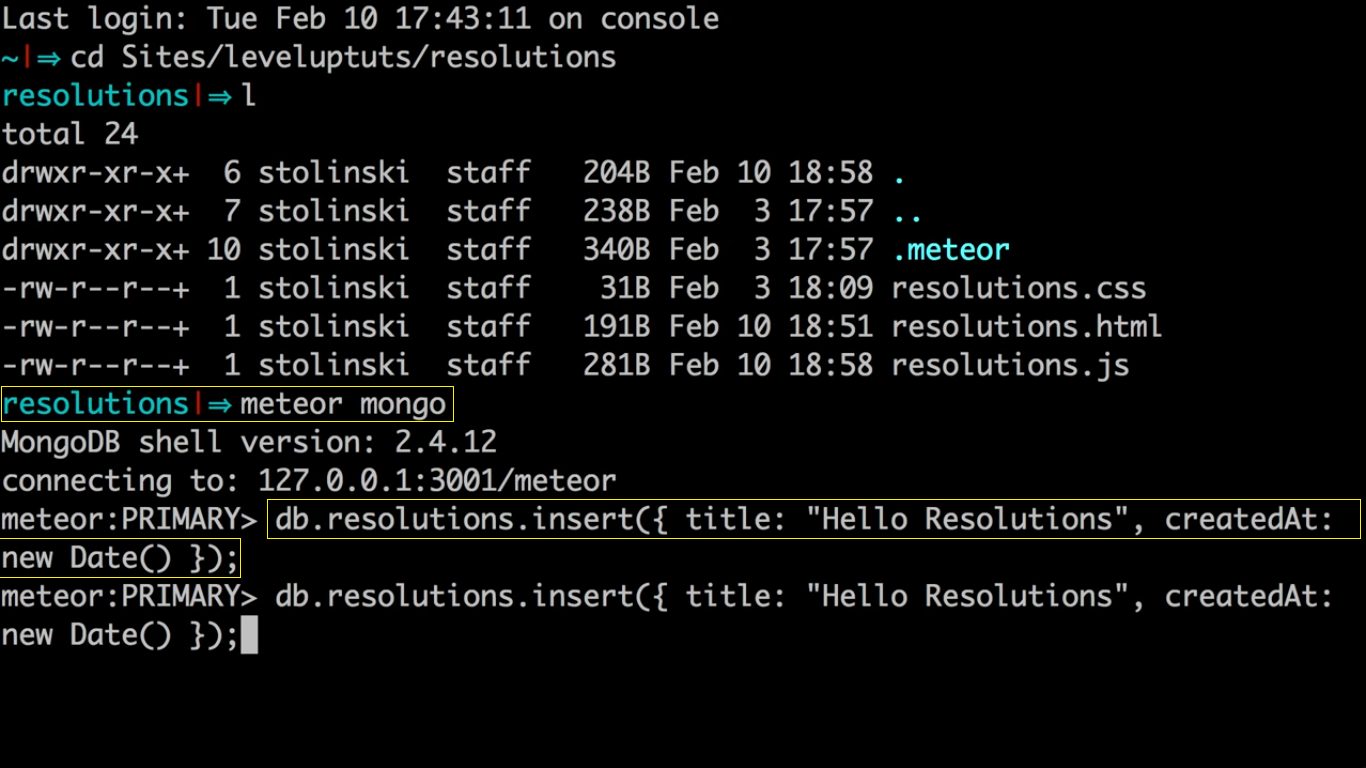 Last login: Tue Feb 10 17:43:11 on console
~|⇒ cd Sites/leveluptuts/resolutions
resolutions|⇒ l
total 24
drwxr-xr-x+  6 stolinski  staff   204B Feb 10 18:58 .
drwxr-xr-x+  7 stolinski  staff   238B Feb  3 17:57 ..
drwxr-xr-x+ 10 stolinski  staff   340B Feb  3 17:57 .meteor
-rw-r--r--+  1 stolinski  staff    31B Feb  3 18:09 resolutions.css
-rw-r--r--+  1 stolinski  staff   191B Feb 10 18:51 resolutions.html
-rw-r--r--+  1 stolinski  staff   281B Feb 10 18:58 resolutions.js
resolutions|⇒ meteor mongo
MongoDB shell version: 2.4.12
connecting to: 127.0.0.1:3001/meteor
meteor:PRIMARY> db.resolutions.insert({ title: "Hello Resolutions", createdAt:
new Date() });
meteor:PRIMARY> db.resolutions.insert({ title: "Hello Resolutions", createdAt:
new Date() });